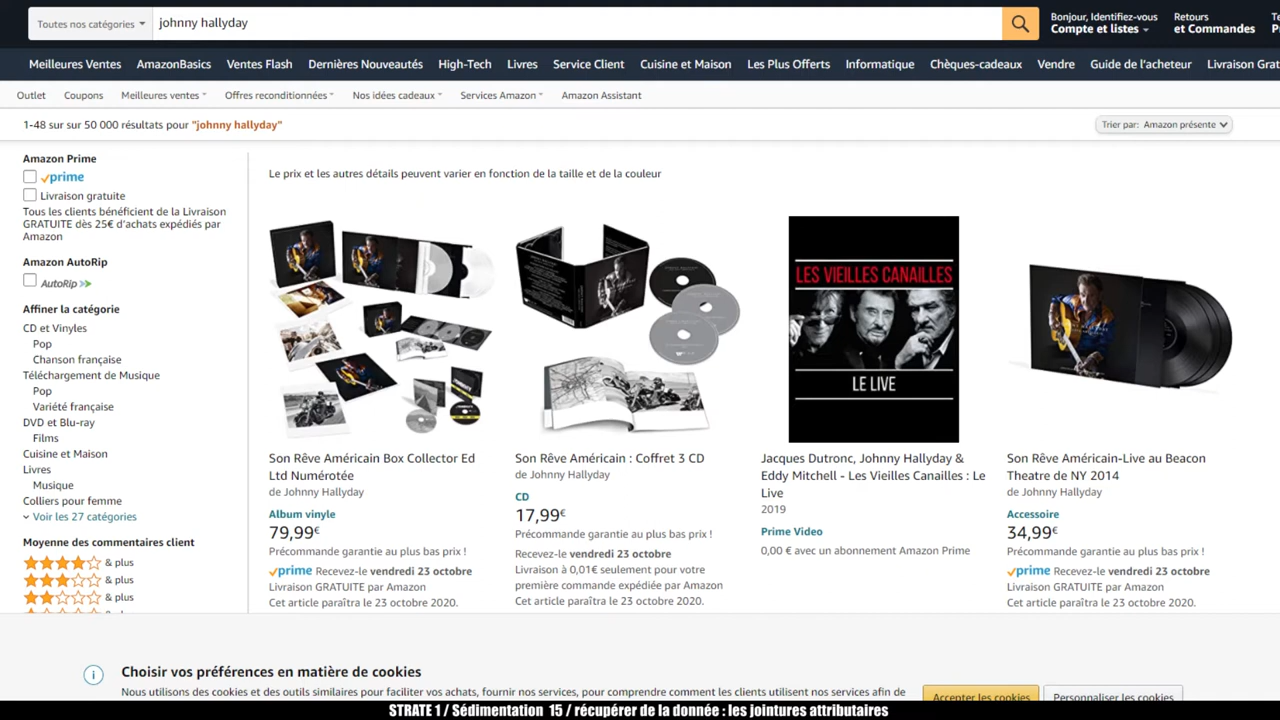 Toutes nos catégories
johnny hallyday
Bonjour, Identifiez-vous
Compte et listes
Retours
et Commandes
Meilleures Ventes AmazonBasics Ventes Flash Dernières Nouveautés High-Tech Livres Service Client Cuisine et Maison Les Plus Offerts Informatique Chèques-cadeaux Vendre Guide de l'acheteur Livraison
Outlet Coupons Meilleures ventes Offres reconditionnées Nos idées cadeaux Services Amazon Amazon Assistant
1-48 sur sur 50 000 résultats pour "johnny hallyday"
Trier par: Amazon présente
Amazon Prime
prime
Livraison gratuite
Tous les clients bénéficient de la Livraison
GRATUITE dès 25€ d'achats expédiés par
Amazon
Amazon AutoRip
AutoRip
Affiner la catégorie
CD et Vinyles
Pop
Chanson française
Téléchargement de Musique
Pop
Variété française
DVD et Blu-ray
Films
Cuisine et Maison
Livres
Musique
Colliers pour femme
Voir les 27 catégories
Moyenne des commentaires client
& plus
& plus
& plus
Le prix et les autres détails peuvent varier en fonction de la taille et de la couleur
Son Rêve Américain Box Collector Ed
Ltd Numérotée
de Johnny Hallyday
Album vinyle
79,99€
Précommande garantie au plus bas prix !
prime Recevez-le vendredi 23 octobre
Livraison GRATUITE par Amazon
Cet article paraîtra le 23 octobre 2020.
Son Rêve Américain : Coffret 3 CD
de Johnny Hallyday
CD
17,99€
Précommande garantie au plus bas prix !
Recevez-le vendredi 23 octobre
Livraison à 0,01€ seulement pour votre
première commande expédiée par Amazon
Cet article paraîtra le 23 octobre 2020.
LES VIEILLES CANAILLES
LE LIVE
Jacques Dutronc, Johnny Hallyday &
Eddy Mitchell - Les Vieilles Canailles : Le
Live
2019
Prime Video
0,00 € avec un abonnement Amazon Prime
Son Rêve Américain-Live au Beacon
Theatre de NY 2014
de Johnny Hallyday
Accessoire
34,99€
Précommande garantie au plus bas prix !
prime Recevez-le vendredi 23 octobre
Livraison GRATUITE par Amazon
Cet article paraîtra le 23 octobre 2020.
Choisir vos préférences en matière de cookies
Nous utilisons des cookies et des outils similaires pour faciliter vos achats, fournir nos services, pour comprendre comment les clients utilisent nos services afin de
Accepter les cookies
Personnaliser les cookies
STRATE 1 / Sédimentation 15 / récupérer de la donnée : les jointures attributaires